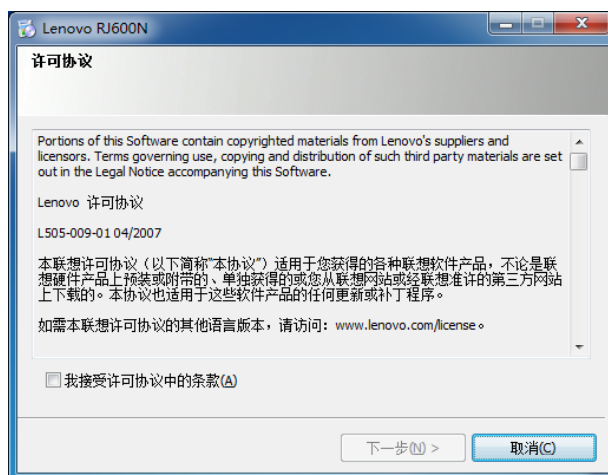 Lenovo RJ600N
许可协议
Portions of this Software contain copyrighted materials from Lenovo's suppliers and
licensors. Terms governing use, copying and distribution of such third party materials are set
out in the Legal Notice accompanying this Software.
Lenovo 许可协议
L505-009-01 04/2007
本联想许可协议（以下简称"本协议"）适用于您获得的各种联想软件产品，不论是联
想硬件产品上预装或附带的、单独获得的或您从联想网站或经联想准许的第三方网站
上下载的。本协议也适用于这些软件产品的任何更新或补丁程序。
如需本联想许可协议的其他语言版本，请访问：www.lenovo.com/license。
我接受许可协议中的条款(A)
下一步(N) >
取消(C)